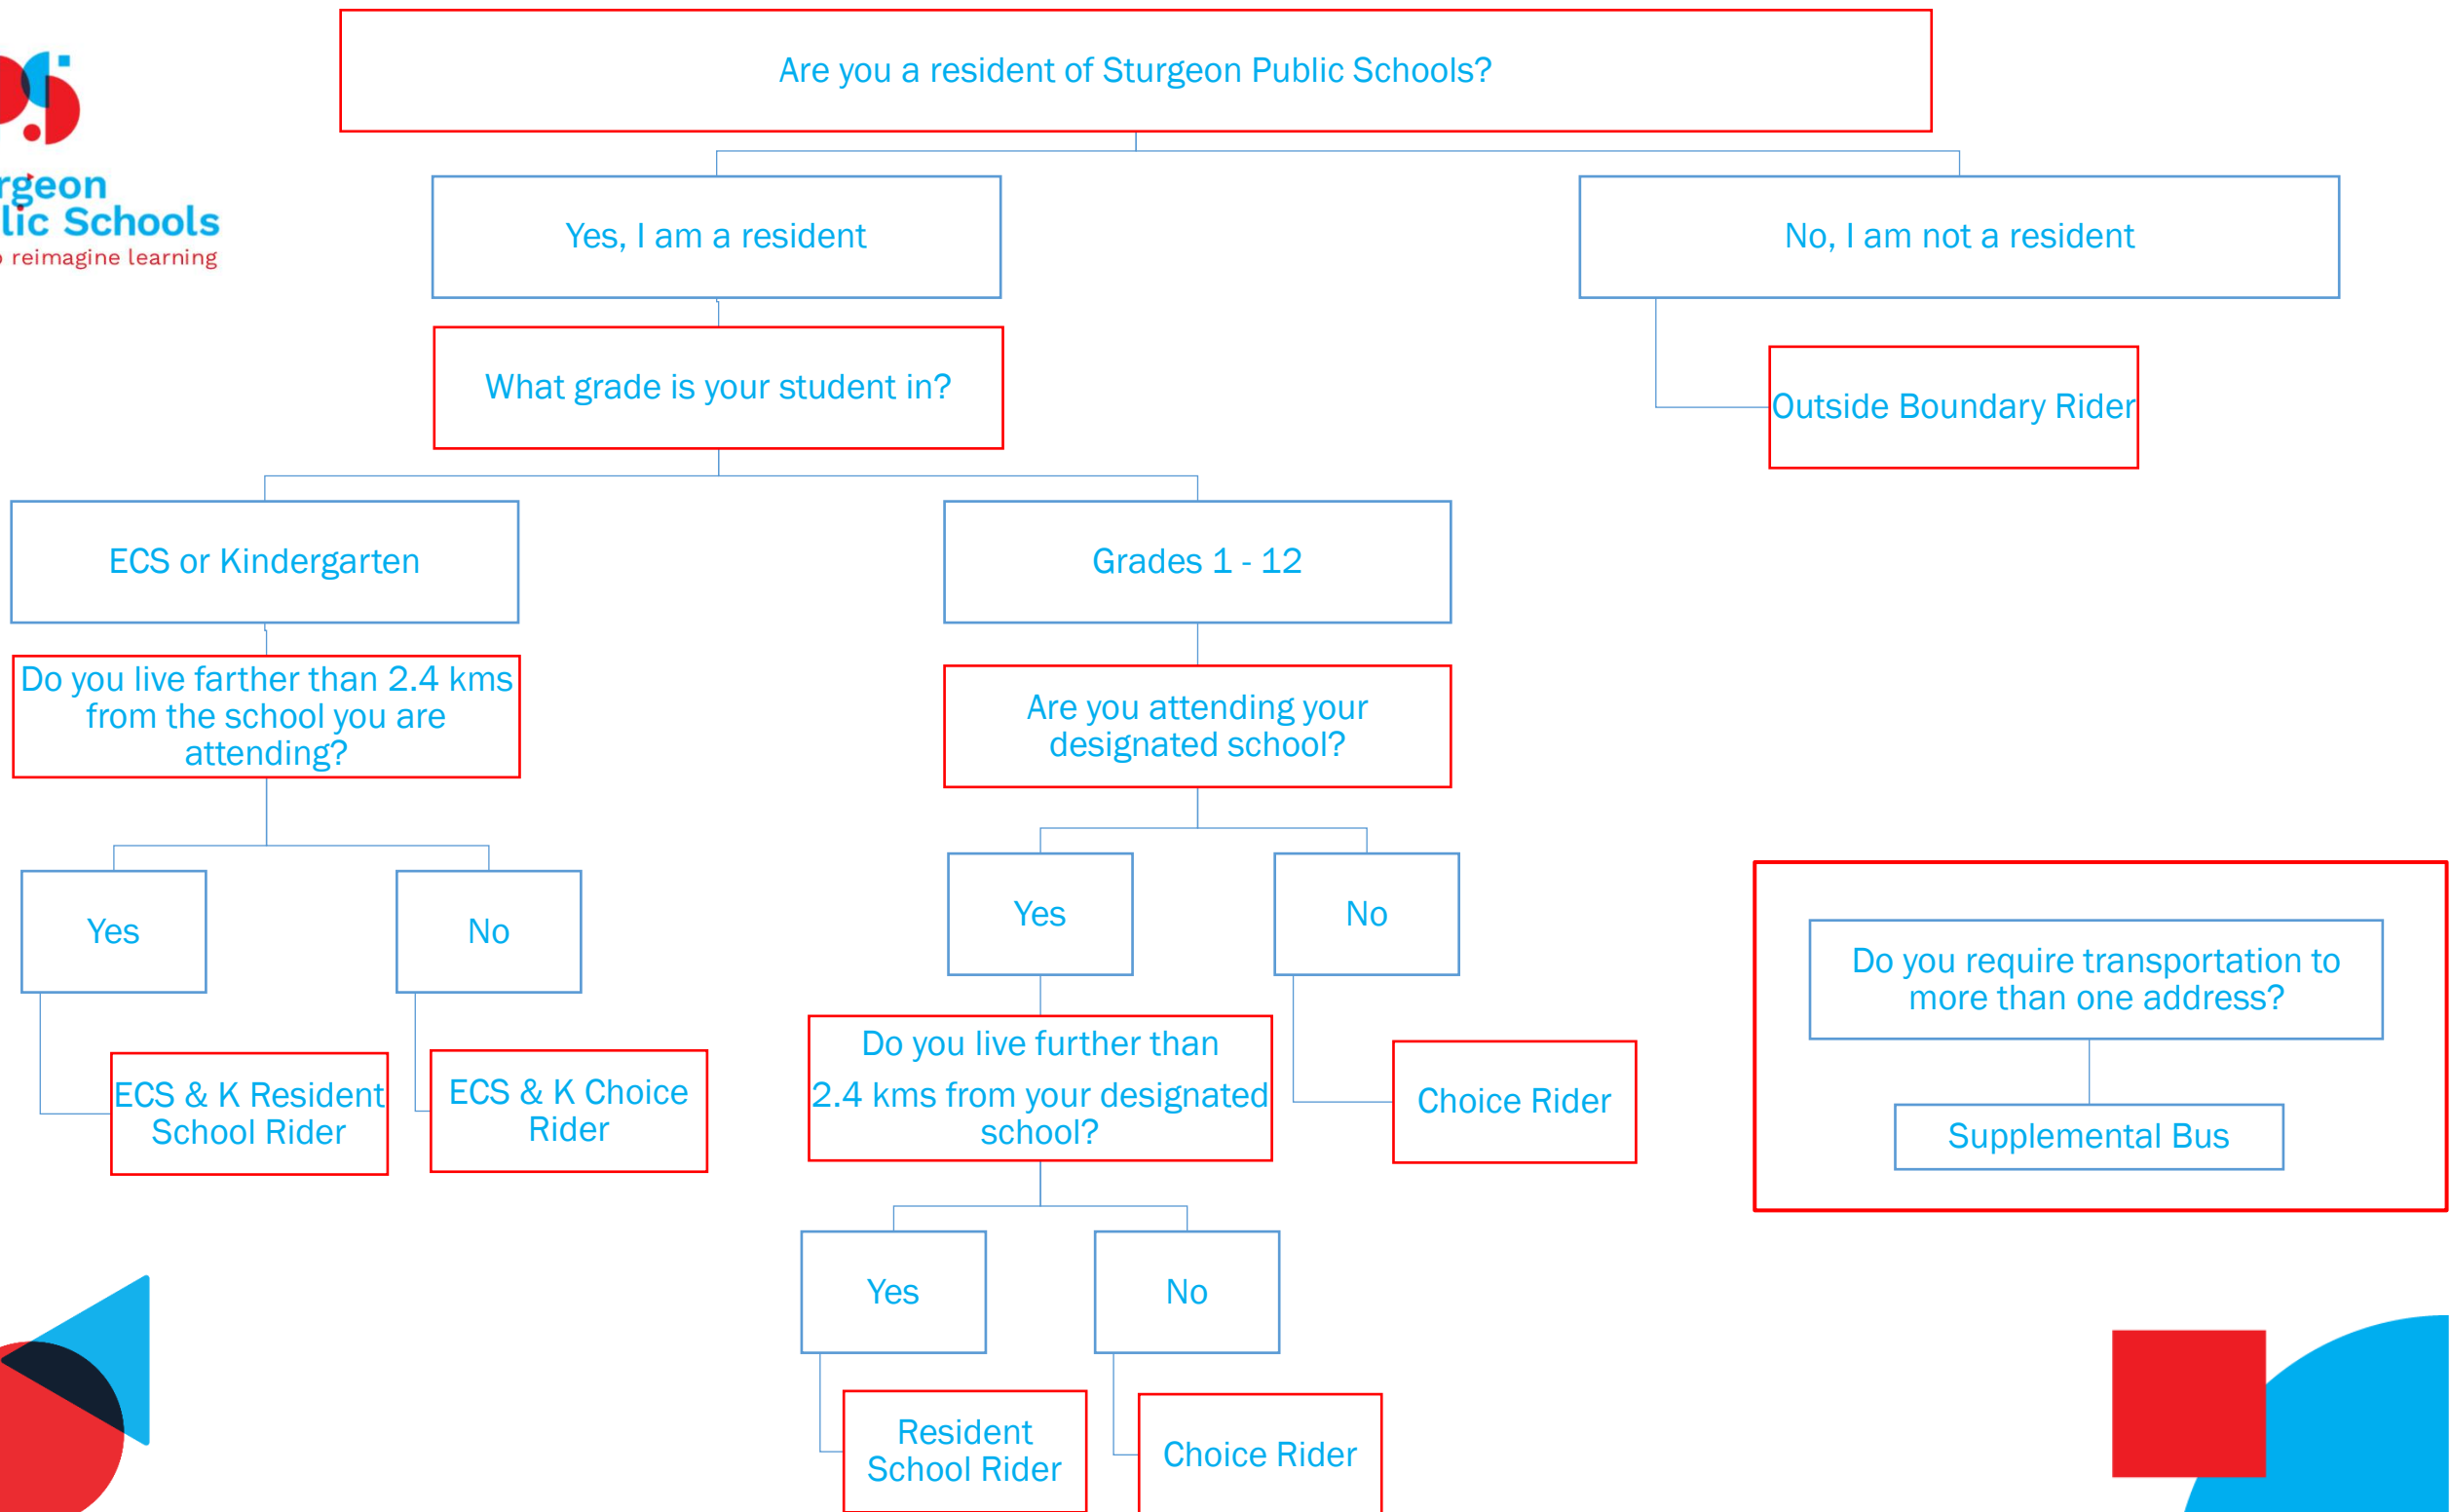 Are you a resident of Sturgeon Public Schools?
rgeon
lic Schools
reimagine learning
Yes, I am a resident
No, I am not a resident
What grade is your student in?
Outside Boundary Rider
ECS or Kindergarten
Grades 1 - 12
Do you live farther than 2.4 kms
from the school you are
attending?
Are you attending your
designated school?
Yes
No
Yes
No
Do you require transportation to
more than one address?
Supplemental Bus
ECS & K Resident
School Rider
ECS & K Choice
Rider
Do you live further than
2.4 kms from your designated
school?
Choice Rider
Yes
No
Resident
School Rider
Choice Rider